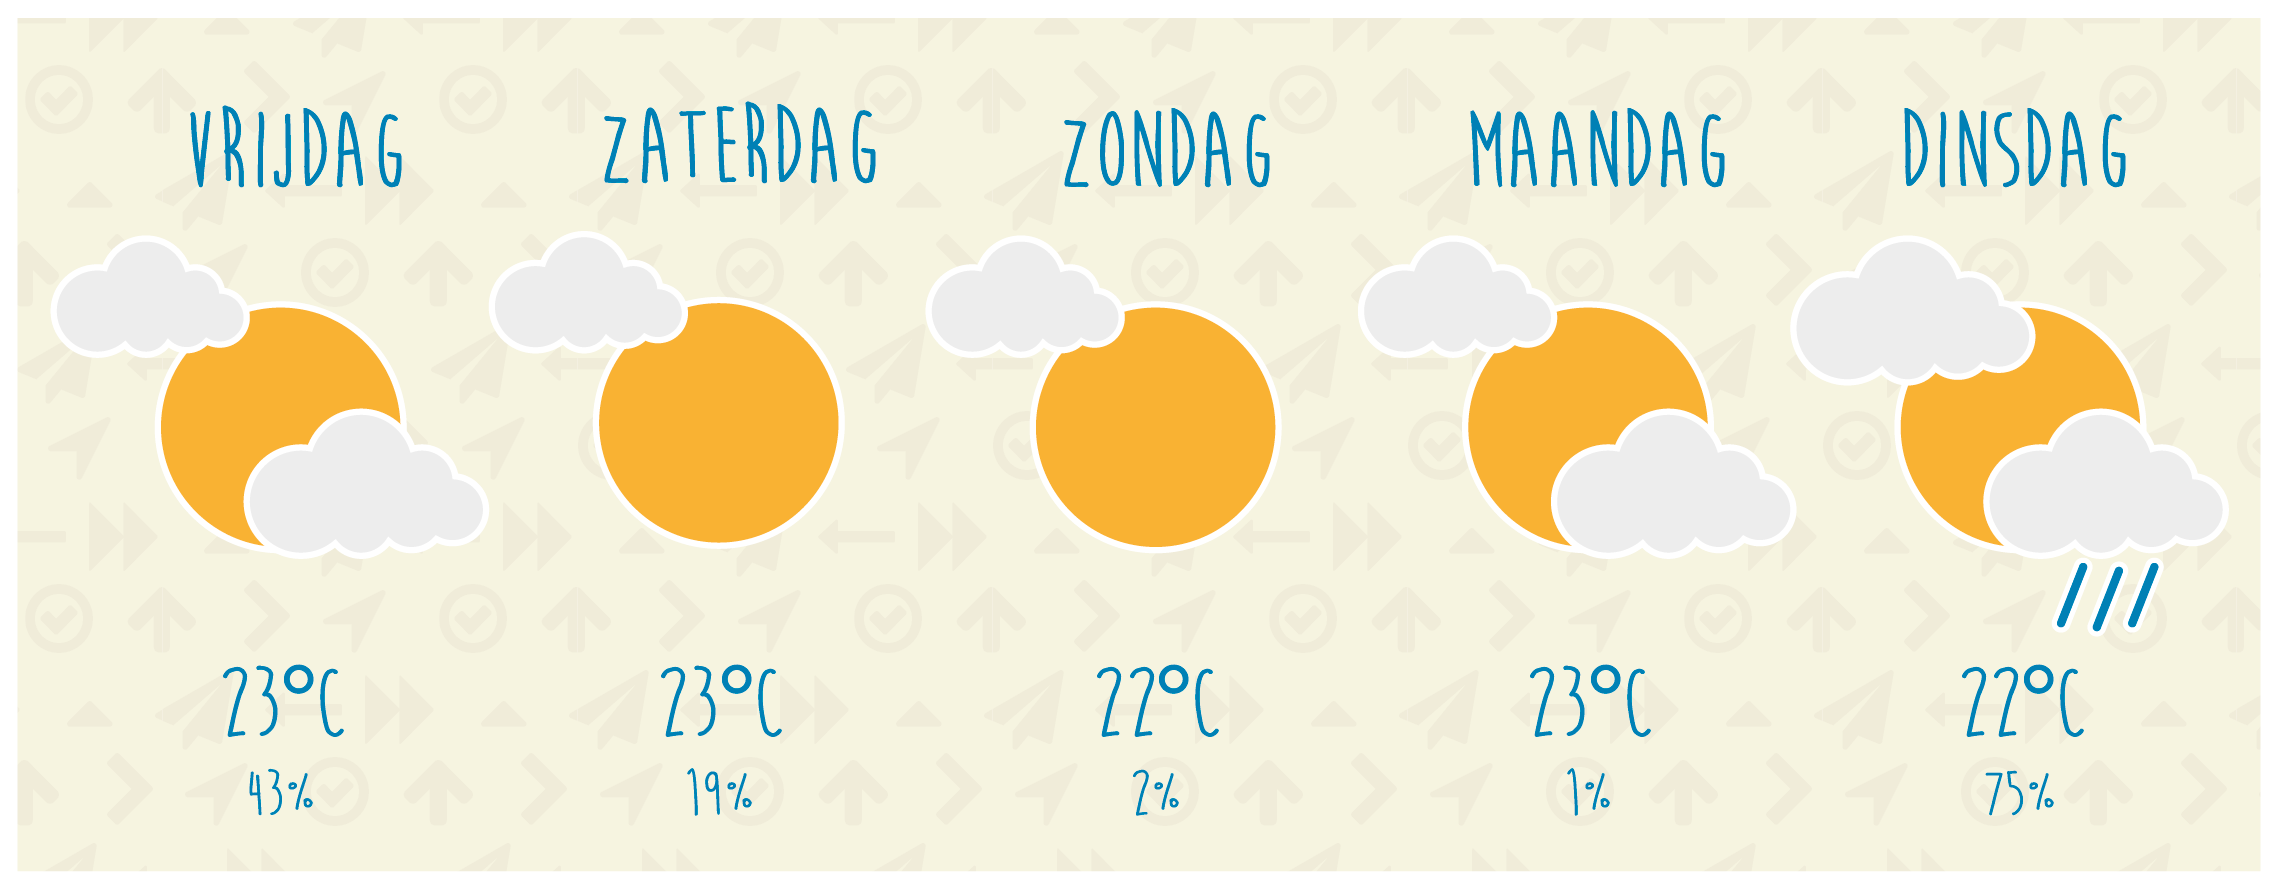 VRIJDAG ZATERDAG ZONDAG MAANDAG DINSDAG
23°C 23°C 22°C 23°C 22°C
43% 19% 2% 1% 75%